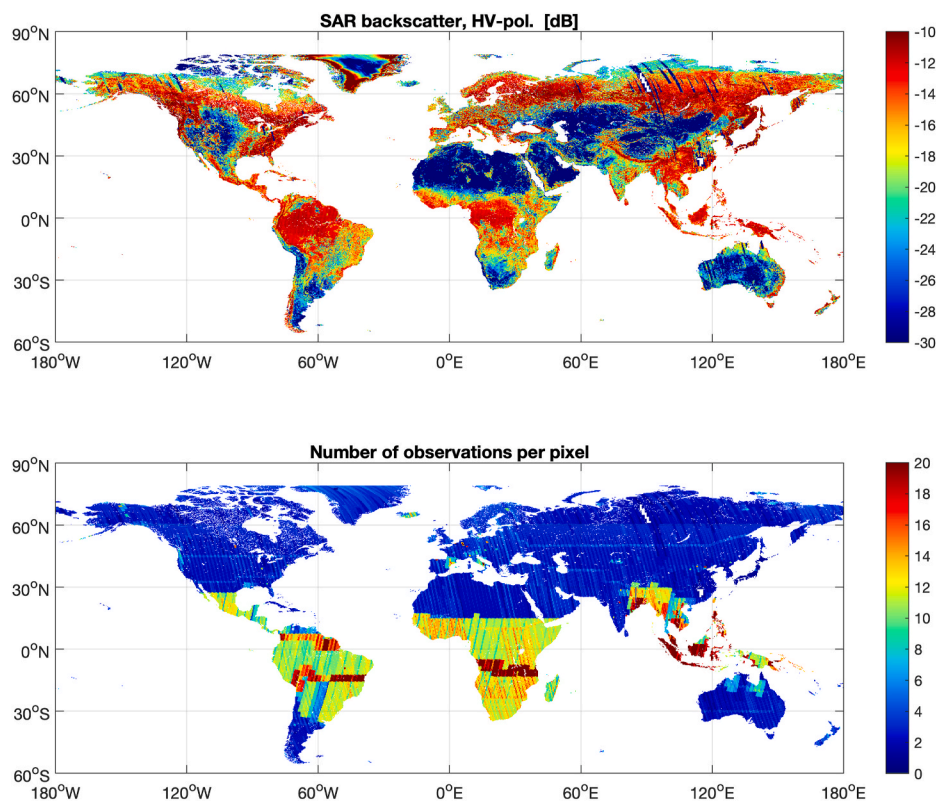 SAR backscatter, HV-pol. [dB]
90°N
60°N
30°N
0°N
30°S
60°S
180°W 120°W 60°W 0°E 60°E 120°E 180°E
-10
-12
-14
-16
-18
-20
-22
-24
-26
-28
-30
Number of observations per pixel
90°N
60°N
30°N
0°N
30°S
60°S
180°W 120°W 60°W 0°E 60°E 120°E 180°E
20
18
16
14
12
10
8
6
4
2
0